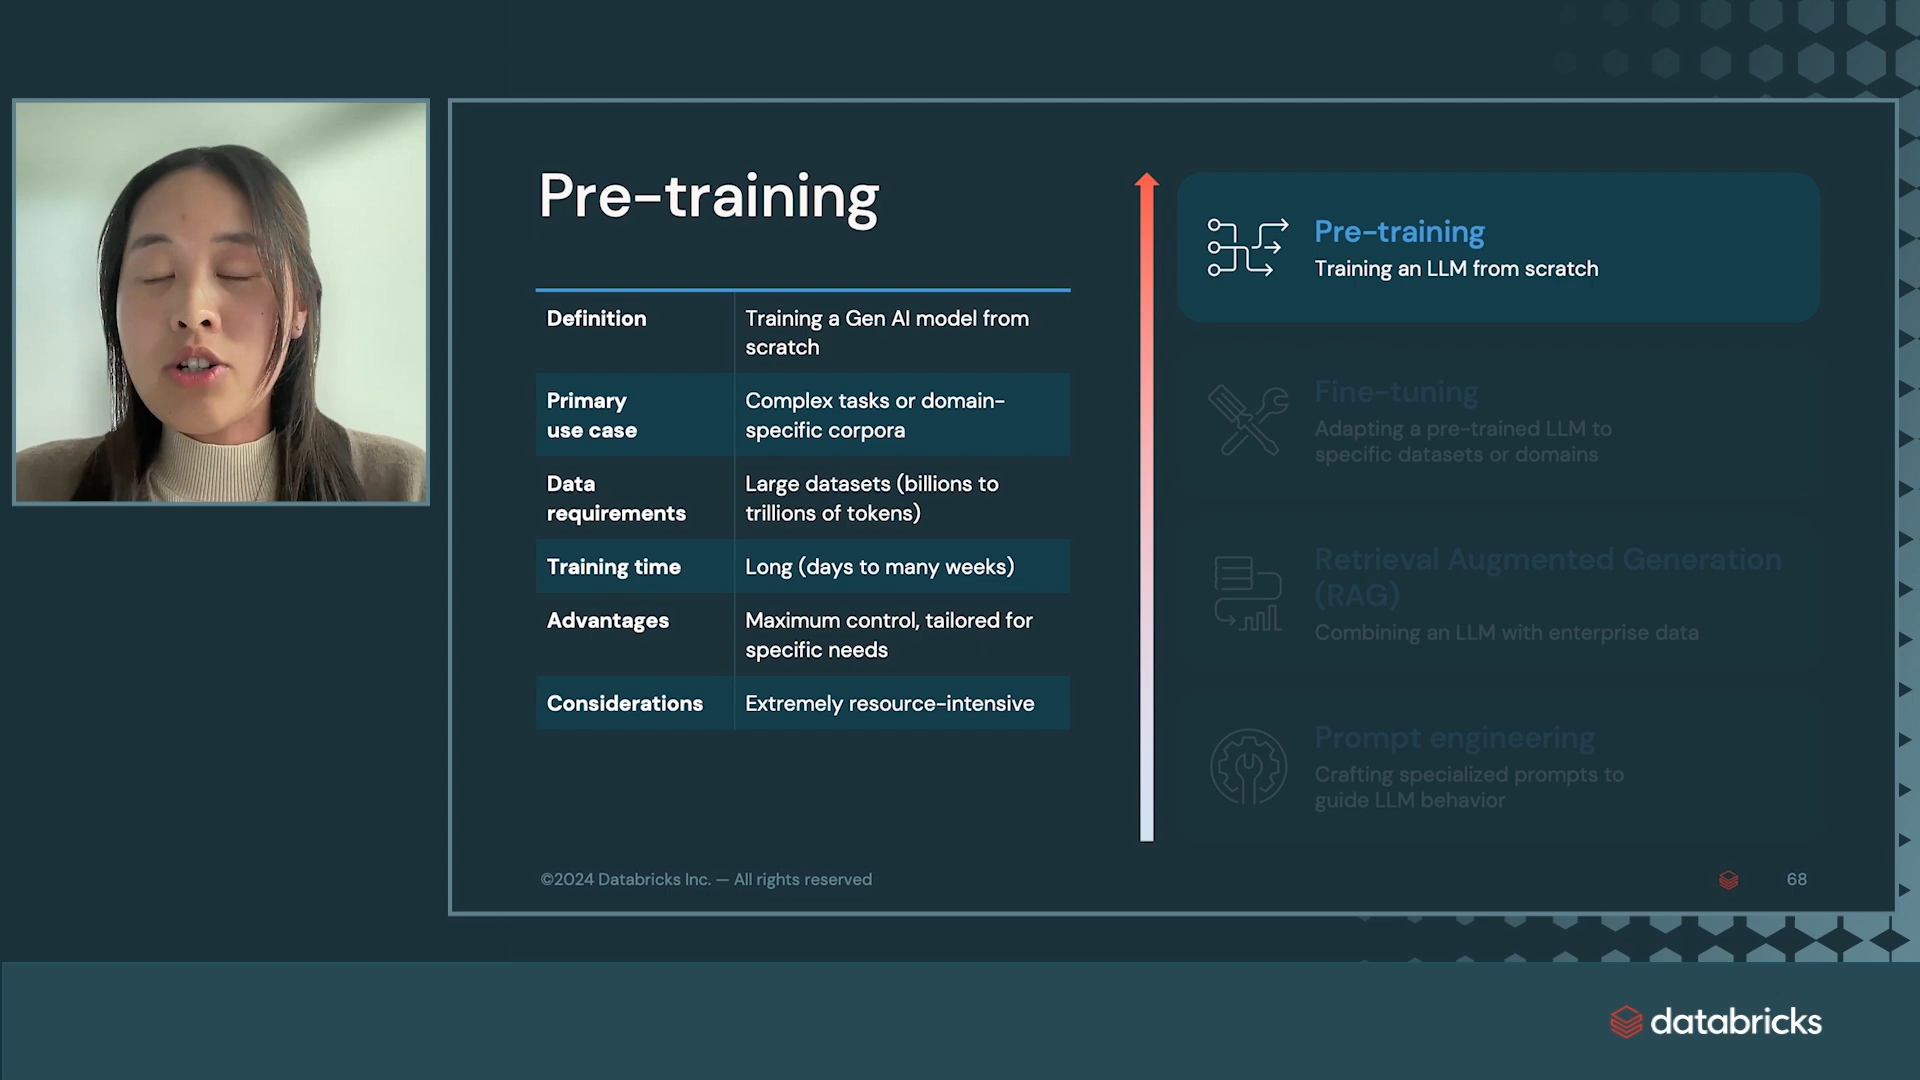 Pre-training
Definition
Training a Gen AI model from
scratch
Primary
use case
Complex tasks or domain-
specific corpora
Data
requirements
Large datasets (billions to
trillions of tokens)
Training time
Long (days to many weeks)
Advantages
Maximum control, tailored for
specific needs
Considerations
Extremely resource-intensive
Pre-training
Training an LLM from scratch
Fine-tuning
Adapting a pre-trained LLM to
specific datasets or domains
Retrieval Augmented Generation
(RAG)
Combining an LLM with enterprise data
Prompt engineering
Crafting specialized prompts to
guide LLM behavior
©2024 Databricks Inc. — All rights reserved
68
databricks